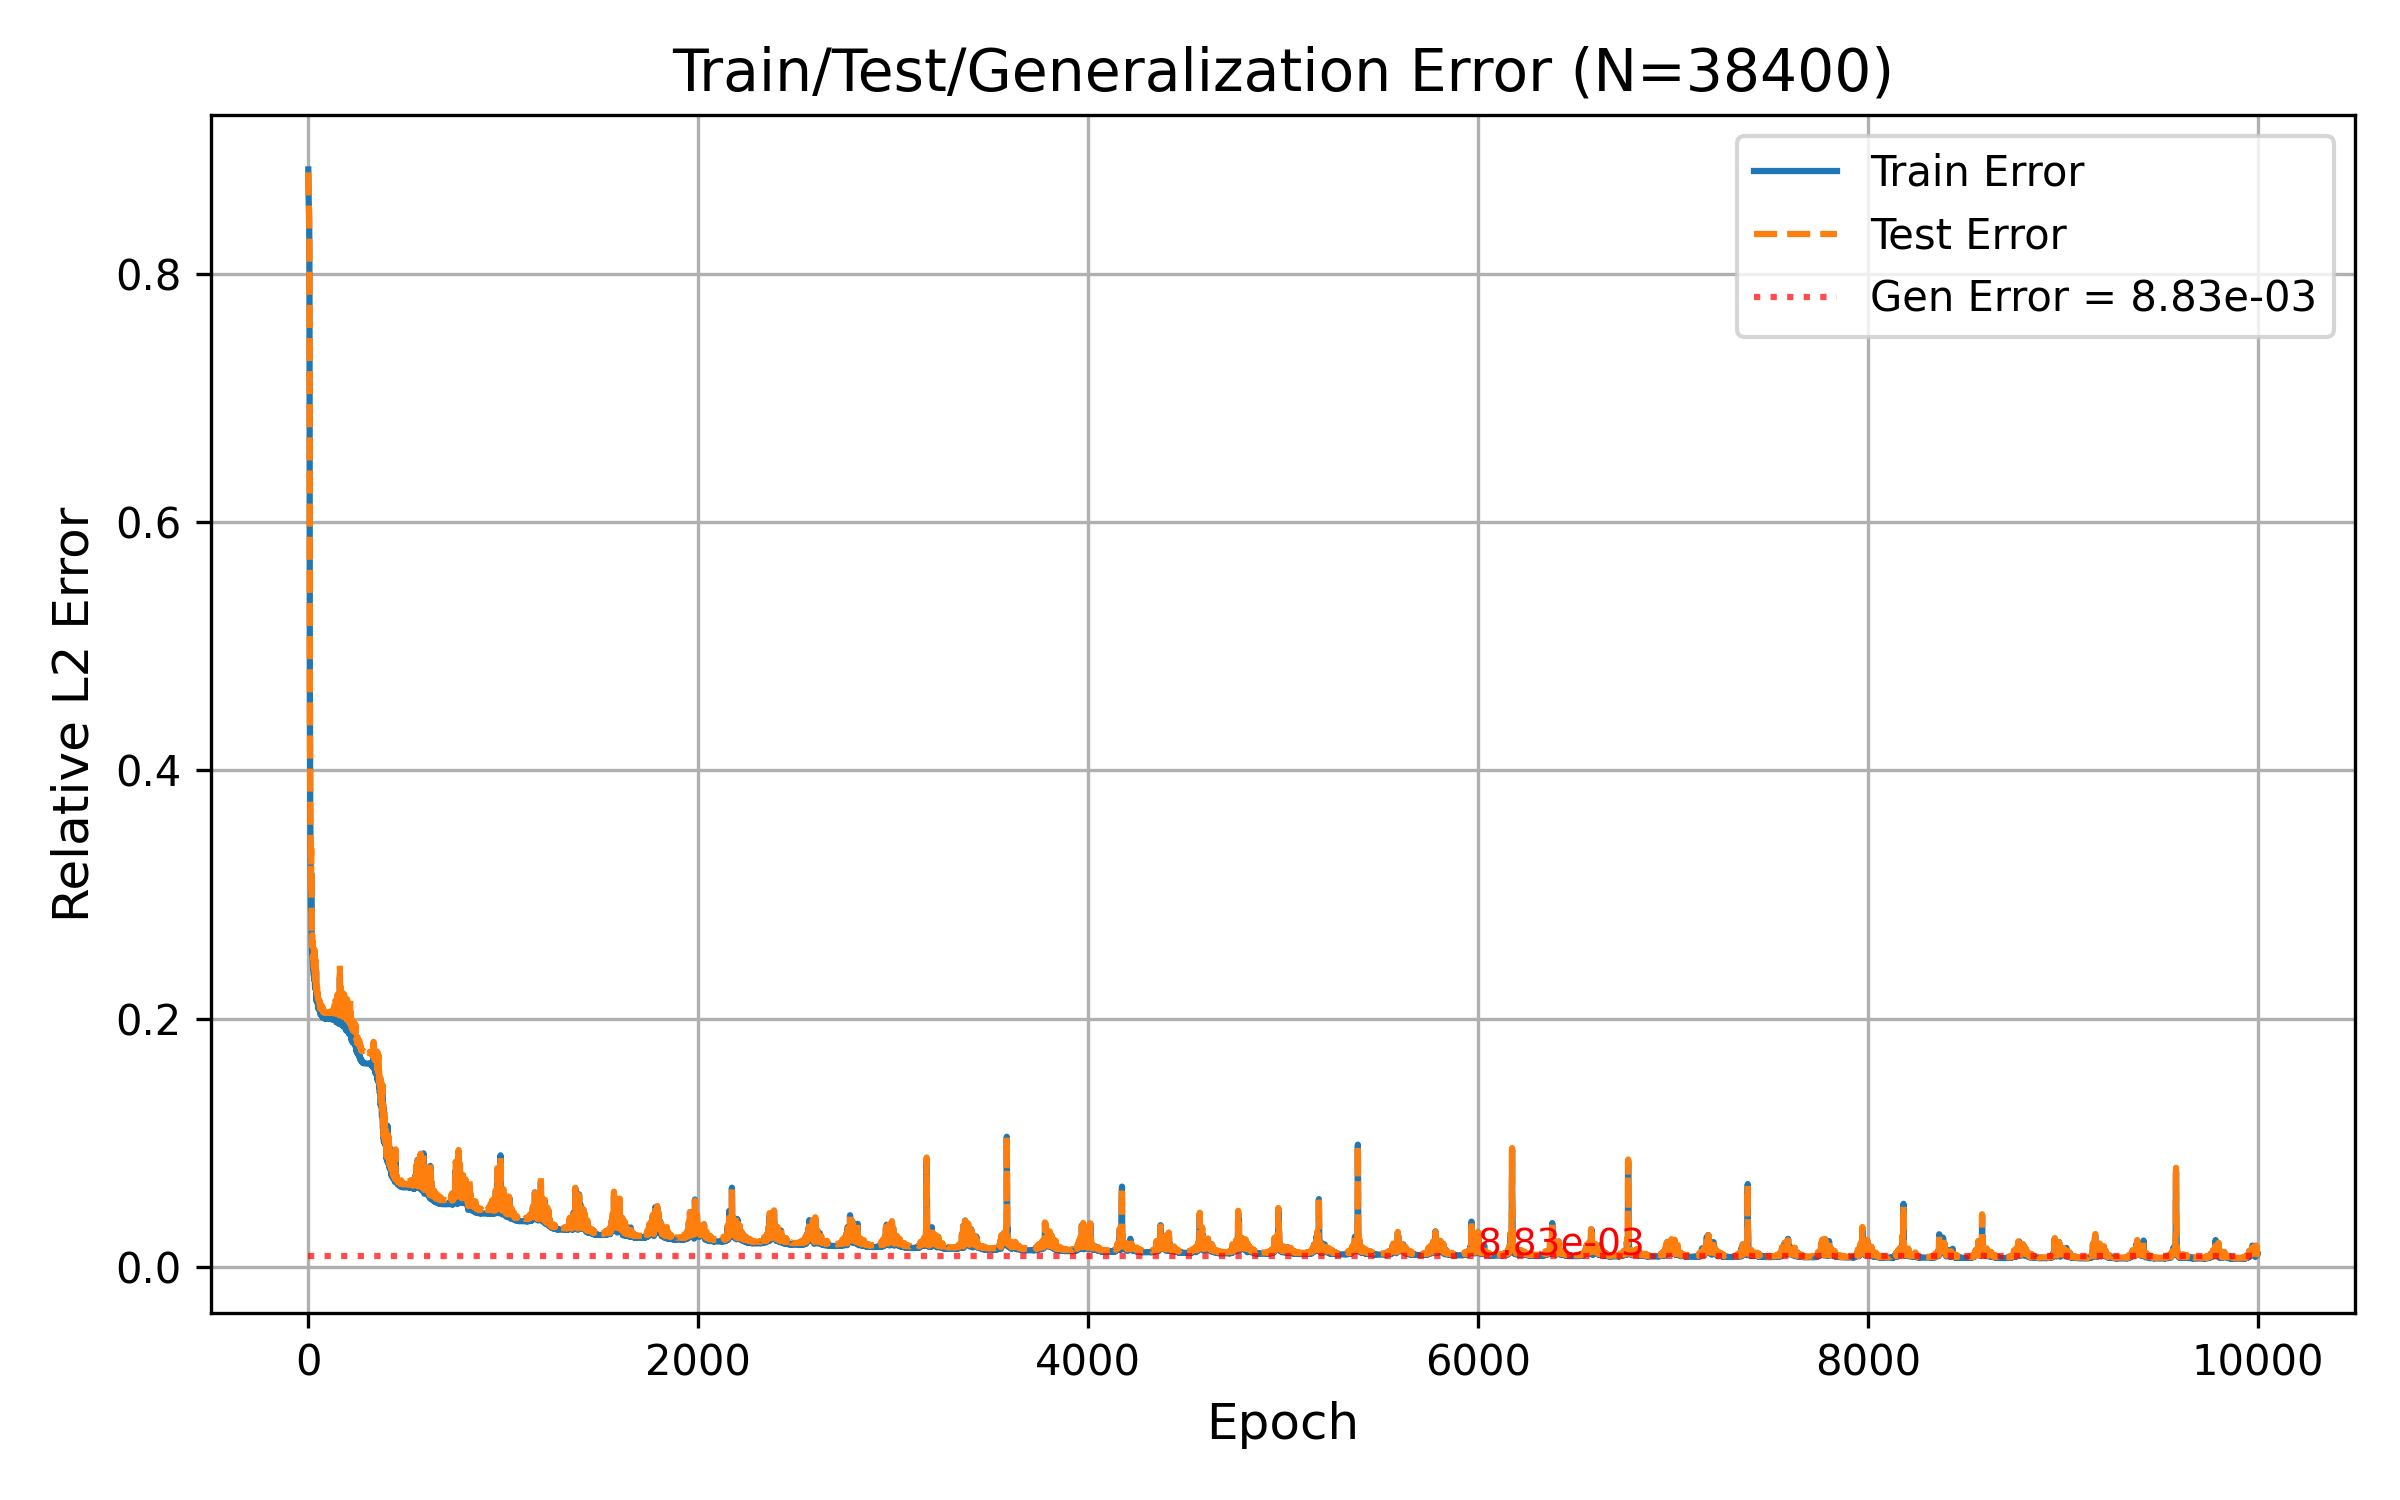 Train/Test/Generalization Error (N=38400)
Train Error
Test Error
Gen Error = 8.83e-03
Relative L2 Error
0.8
0.6
0.4
0.2
0.0
8.83e-03
0
2000
4000
6000
8000
10000
Epoch